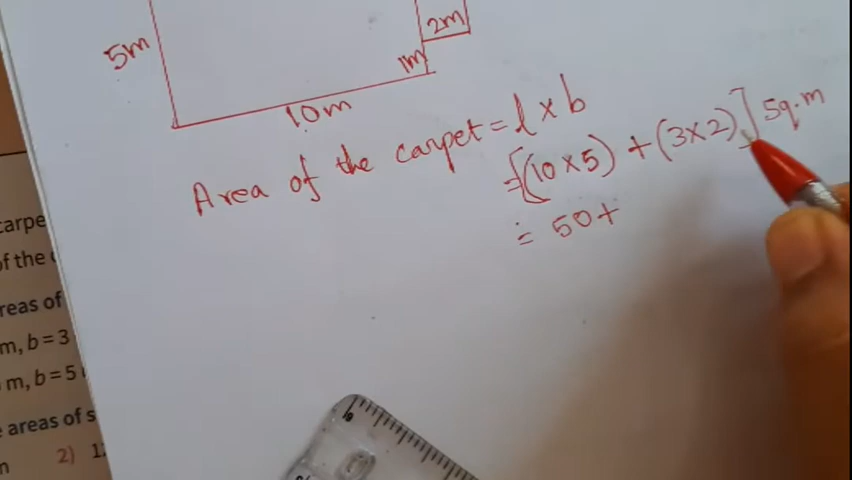 5m
2m
1m
10m
Area of the carpet = l × b
= [(10 × 5) + (3 × 2)] Sq.m
= 50 +
carpe
of the
reas of
m, b = 3
m, b = 5
areas of s
2) 1